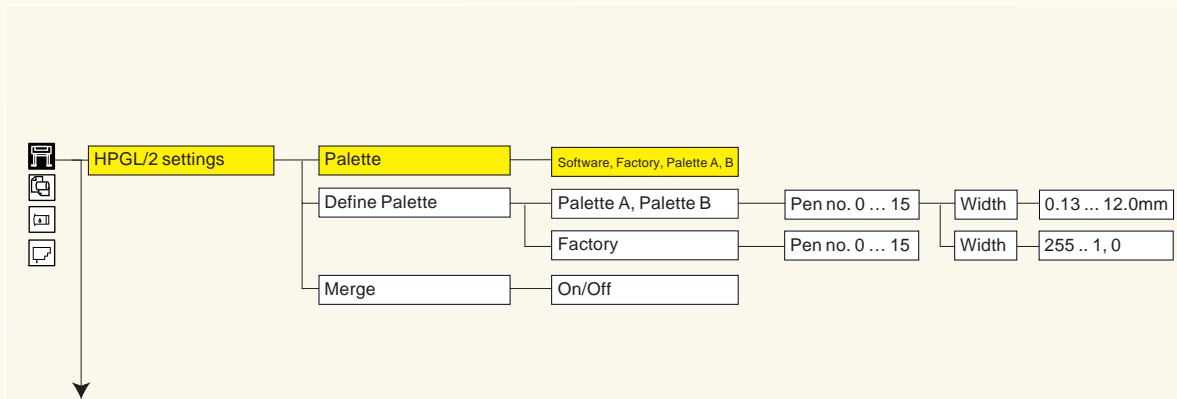 HPGL/2 settings
Palette
Software, Factory, Palette A, B
Define Palette
Palette A, Palette B
Pen no. 0 … 15
Width
0.13 ... 12.0mm
Factory
Pen no. 0 … 15
Width
255 .. 1, 0
Merge
On/Off